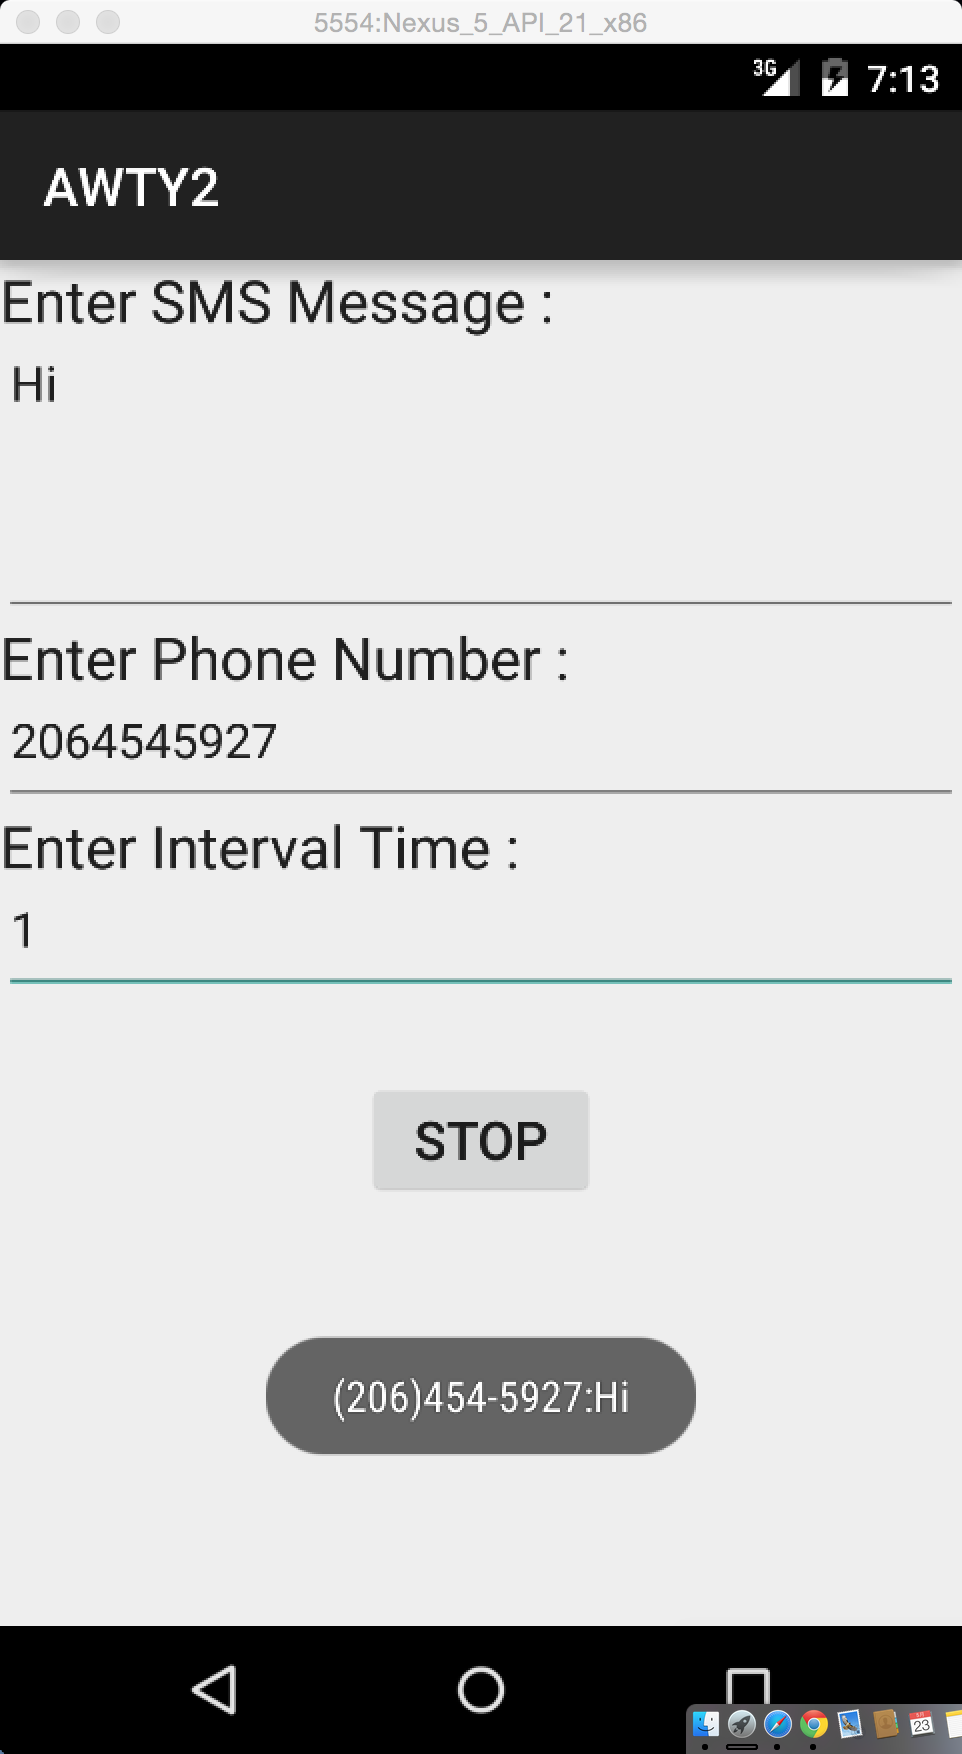 5554:Nexus_5_API_21_x86
3G 7:13
AWTY2
Enter SMS Message :
Hi
Enter Phone Number :
2064545927
Enter Interval Time :
1
STOP
(206)454-5927:Hi
23